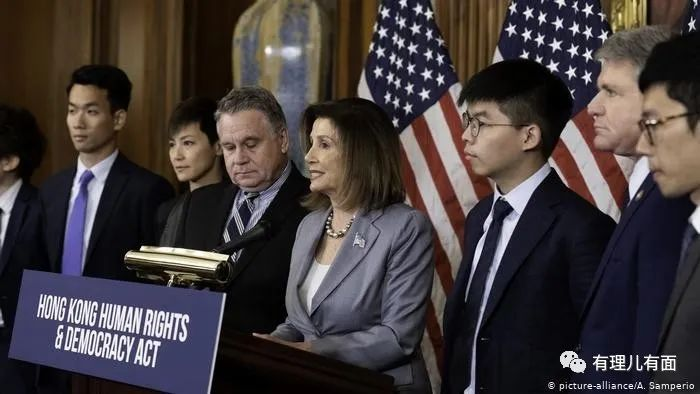 HONG KONG HUMAN RIGHTS
& DEMOCRACY ACT
有理儿有面
© picture-alliance/A. Samperio